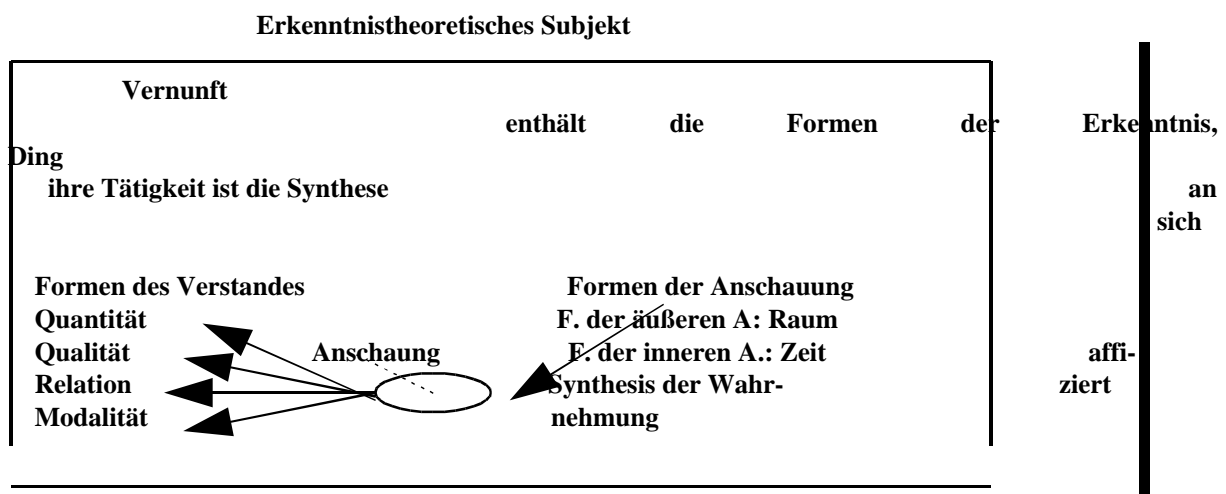 Erkenntnistheoretisches Subjekt
Vernunft
enthält die Formen der Erkenntnis,
Ding
ihre Tätigkeit ist die Synthese an
sich
Formen des Verstandes Formen der Anschauung
Quantität F. der äußeren A: Raum
Qualität Anschaung F. der inneren A.: Zeit affi-
Relation Synthesis der Wahr- ziert
Modalität nehmung